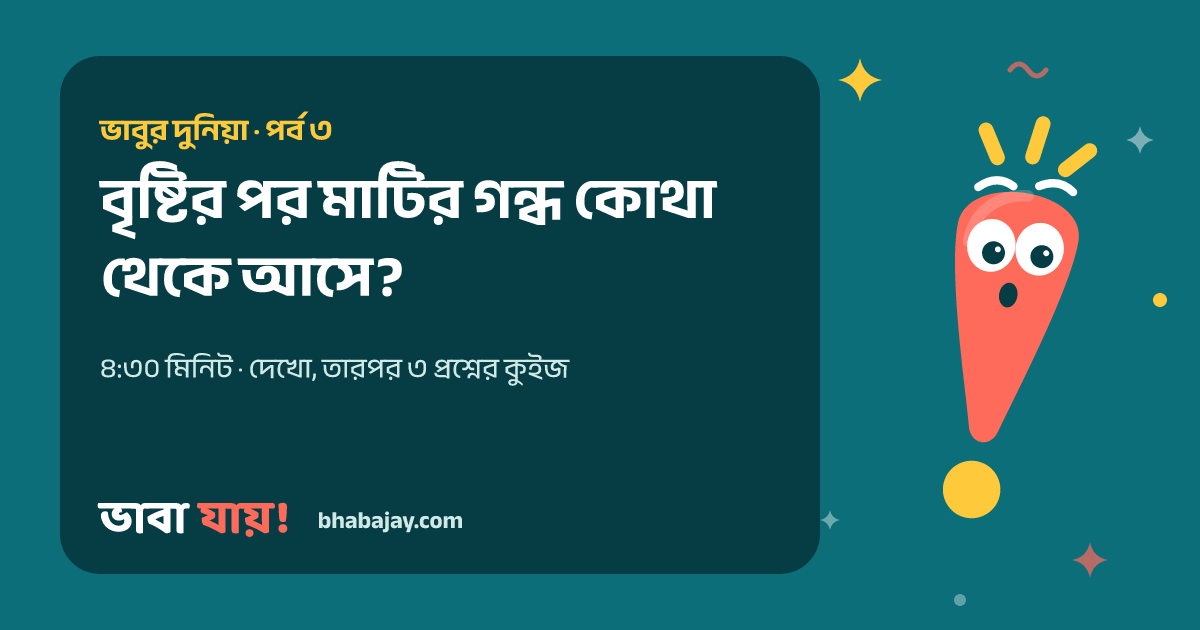 ভাবুর দুনিয়া · পর্ব ৩
বৃষ্টির পর মাটির গন্ধ কোথা
থেকে আসে?
৪:৩০ মিনিট · দেখো, তারপর ৩ প্রশ্নের কুইজ
ভাবা যায়! bhabajay.com